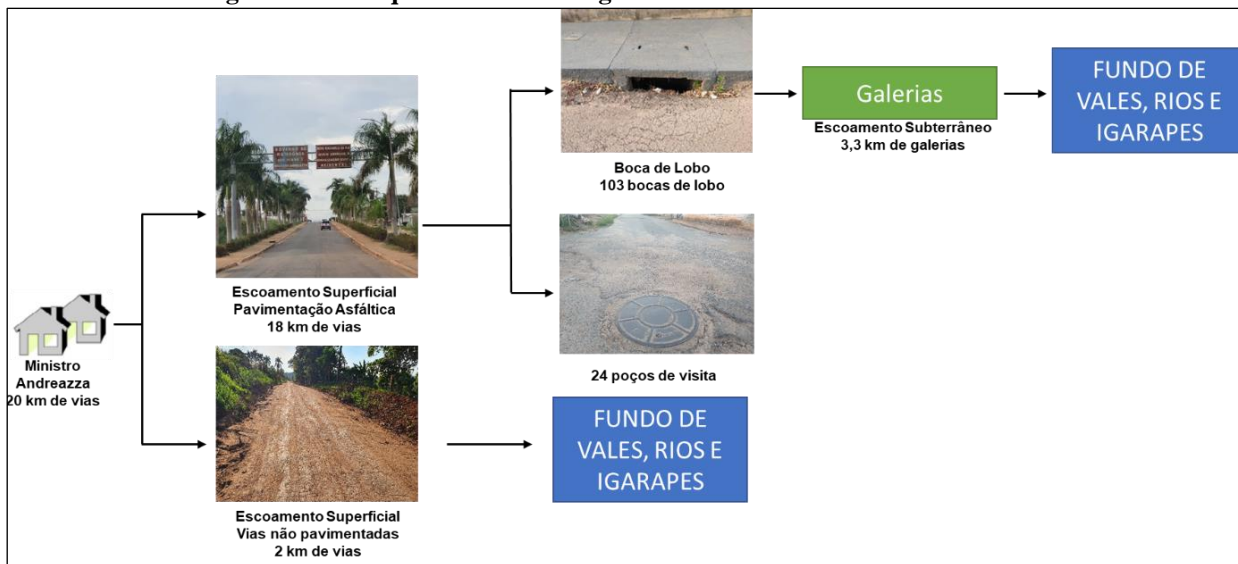 Ministro
Andreazza
20 km de vias
Escoamento Superficial
Pavimentação Asfáltica
18 km de vias
Escoamento Superficial
Vias não pavimentadas
2 km de vias
Boca de Lobo
103 bocas de lobo
24 poços de visita
FUNDO DE
VALES, RIOS E
IGARAPES
Galerias
Escoamento Subterrâneo
3,3 km de galerias
FUNDO DE
VALES, RIOS E
IGARAPES